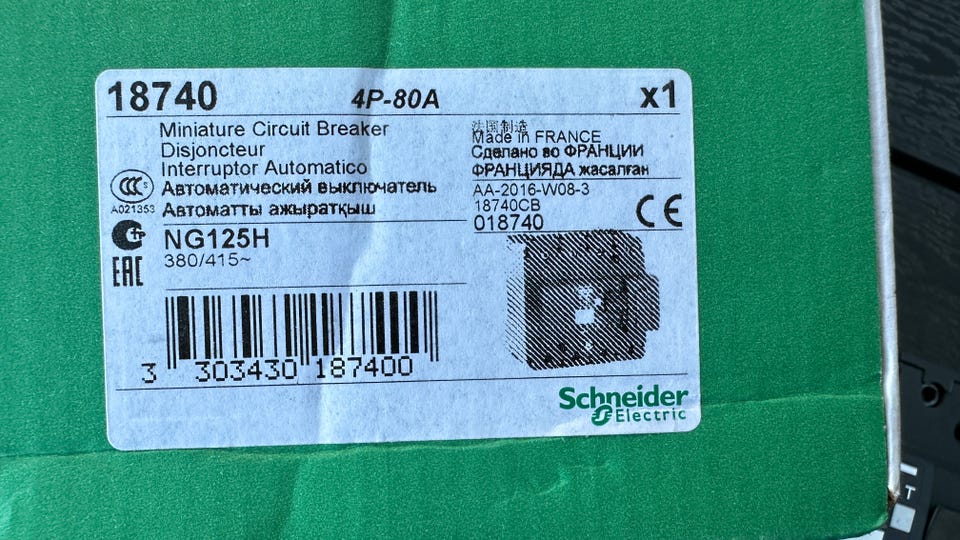 18740 4P-80A x1
Miniature Circuit Breaker
Disjoncteur
Interruptor Automatico
Автоматический выключатель
Автоматты ажыратқыш
CCC S
A021353
NG125H
380/415~
EAC
法国制造
Made in FRANCE
Сделано во ФРАНЦИИ
ФРАНЦИЯДА жасалған
AA-2016-W08-3
18740CB
018740
CE
3 303430 187400
Schneider
Electric
T